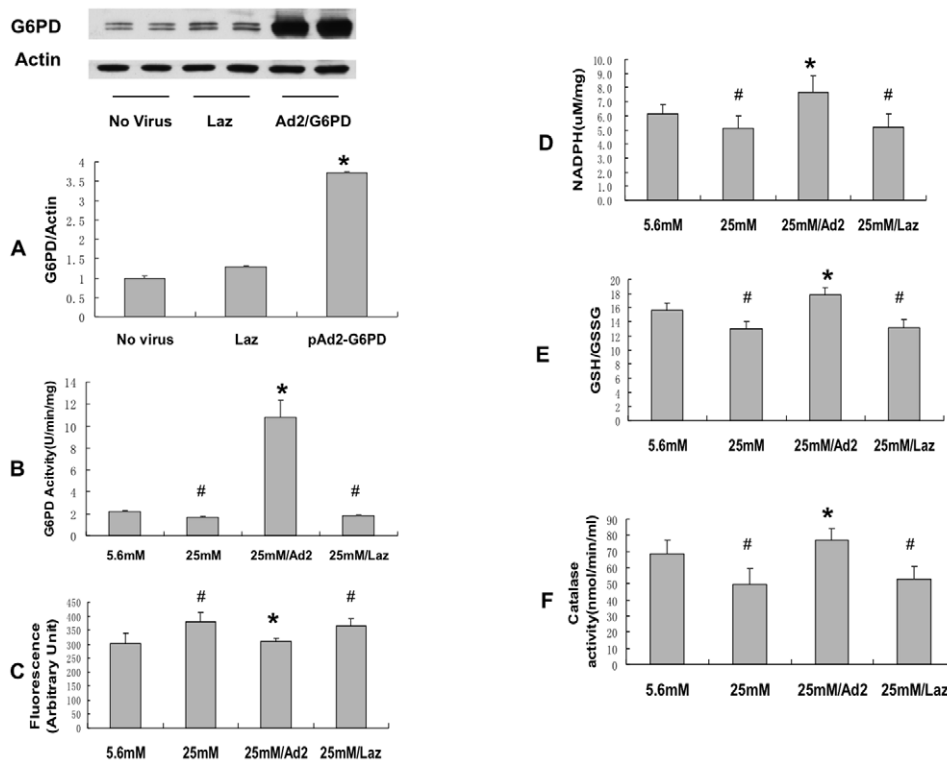 G6PD
Actin
No Virus Laz Ad2/G6PD
A
G6PD/Actin
4
3.5
3
2.5
2
1.5
1
0.5
0
*
No virus Laz pAd2-G6PD
B
G6PD Acitvity(U/min/mg)
14
12
10
8
6
4
2
0
# * #
5.6mM 25mM 25mM/Ad2 25mM/Laz
C
Fluorescence
(Arbitrary Unit)
450
400
350
300
250
200
150
100
50
0
# * #
5.6mM 25mM 25mM/Ad2 25mM/Laz
D
NADPH(uM/mg)
10.0
9.0
8.0
7.0
6.0
5.0
4.0
3.0
2.0
1.0
0.0
# * #
5.6mM 25mM 25mM/Ad2 25mM/Laz
E
GSH/GSSG
20
18
16
14
12
10
8
6
4
2
0
# * #
5.6mM 25mM 25mM/Ad2 25mM/Laz
F
Catalase
activity(nmol/min/ml)
90
80
70
60
50
40
30
20
10
0
# * #
5.6mM 25mM 25mM/Ad2 25mM/Laz